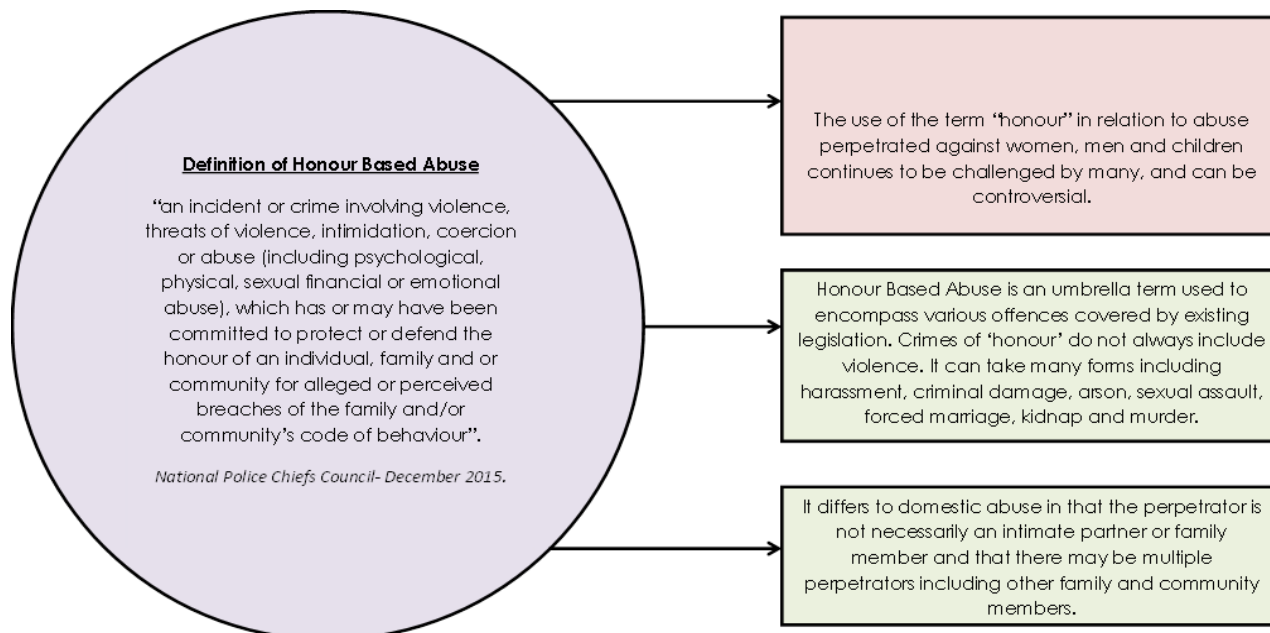 Definition of Honour Based Abuse
“an incident or crime involving violence,
threats of violence, intimidation, coercion
or abuse (including psychological,
physical, sexual financial or emotional
abuse), which has or may have been
committed to protect or defend the
honour of an individual, family and or
community for alleged or perceived
breaches of the family and/or
community’s code of behaviour”.
National Police Chiefs Council- December 2015.
The use of the term “honour” in relation to abuse
perpetrated against women, men and children
continues to be challenged by many, and can be
controversial.
Honour Based Abuse is an umbrella term used to
encompass various offences covered by existing
legislation. Crimes of ‘honour’ do not always include
violence. It can take many forms including
harassment, criminal damage, arson, sexual assault,
forced marriage, kidnap and murder.
It differs to domestic abuse in that the perpetrator is
not necessarily an intimate partner or family
member and that there may be multiple
perpetrators including other family and community
members.